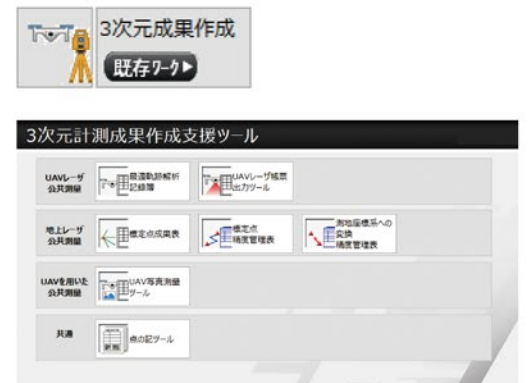 3次元成果作成
既存ワーク▶
3次元計測成果作成支援ツール
UAVレーザ
公共測量
最適軌跡解析
記録簿
UAVレーザ帳票
出力ツール
地上レーザ
公共測量
標定点成果表
標定点
精度管理表
測地座標系への
変換
精度管理表
UAVを用いた
公共測量
UAV写真測量
ツール
共通
点の記ツール